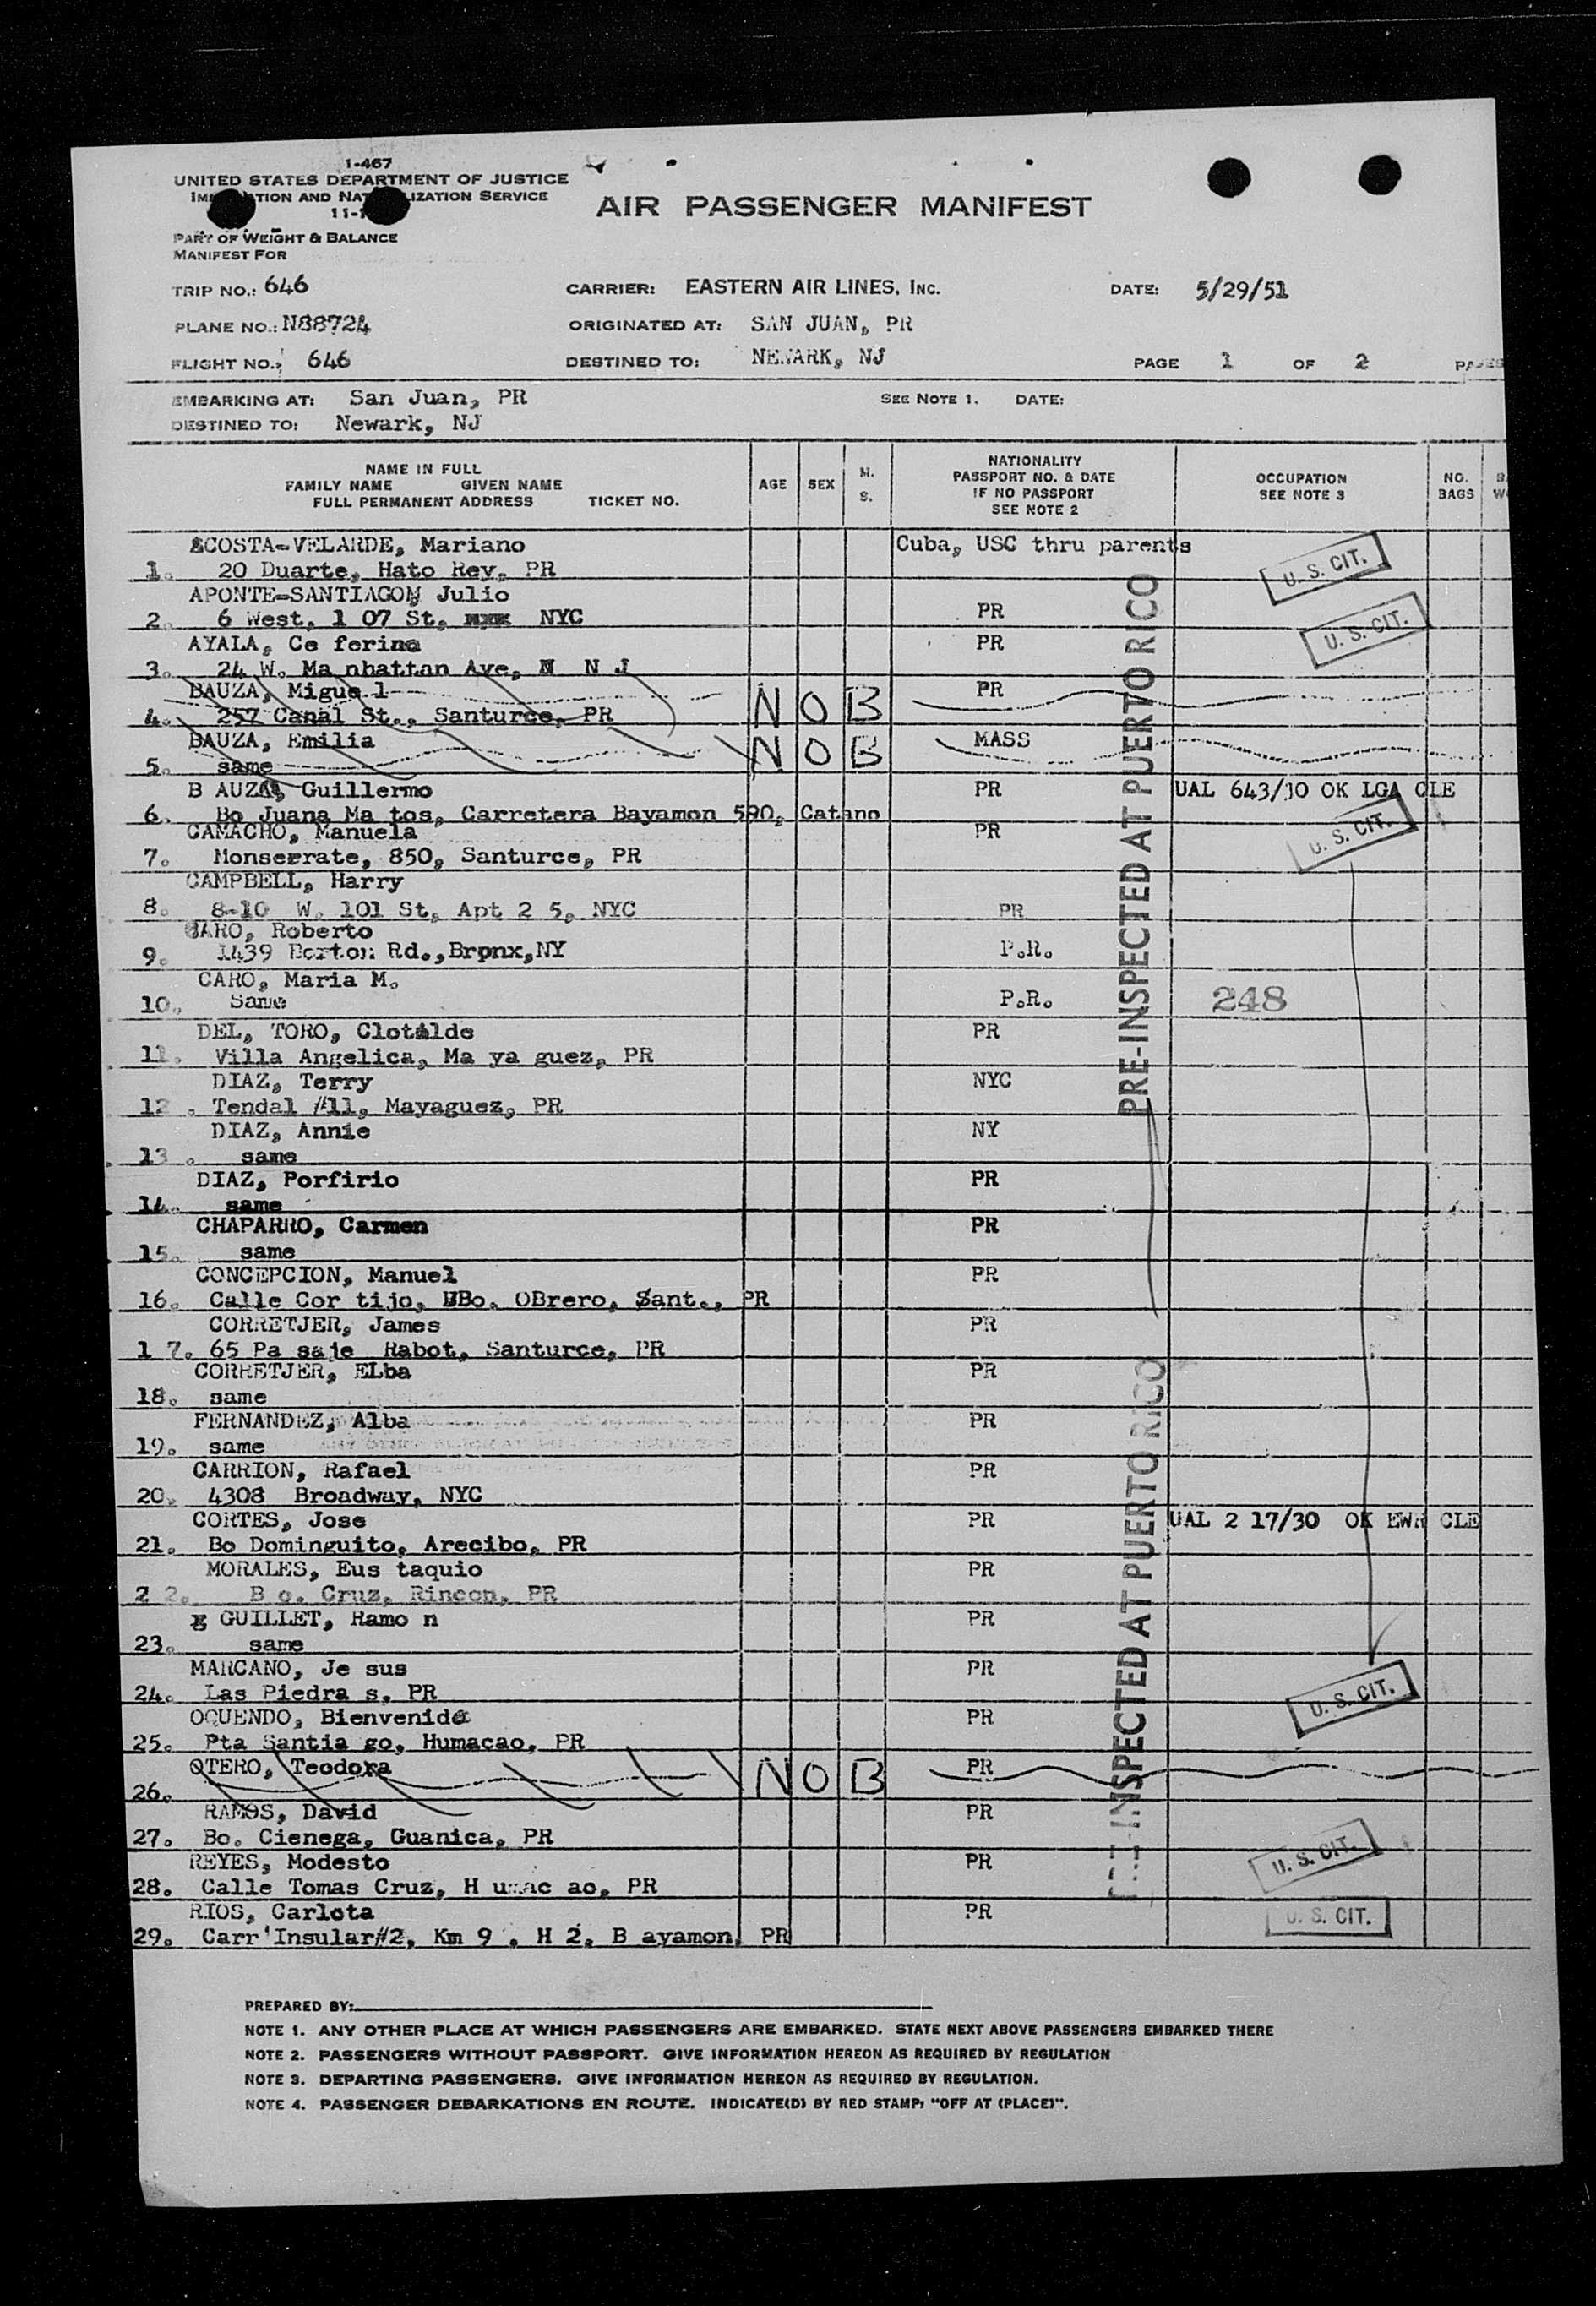 1-467
UNITED STATES DEPARTMENT OF JUSTICE
IMM ATION AND NAT IZATION SERVICE
11-1
AIR PASSENGER MANIFEST
PART OF WEIGHT & BALANCE
MANIFEST FOR
TRIP NO.: 646 CARRIER: EASTERN AIR LINES, INC. DATE: 5/29/51
PLANE NO.: N88724 ORIGINATED AT: SAN JUAN, PR
FLIGHT NO.: 646 DESTINED TO: NEWARK, NJ PAGE 1 OF 2 PAGES
EMBARKING AT: San Juan, PR SEE NOTE 1. DATE:
DESTINED TO: Newark, NJ
NAME IN FULL
FAMILY NAME GIVEN NAME
FULL PERMANENT ADDRESS TICKET NO.
AGE
SEX
M.
S.
NATIONALITY
PASSPORT NO. & DATE
IF NO PASSPORT
SEE NOTE 2
OCCUPATION
SEE NOTE 3
NO.
BAGS
B
W
ACOSTA-VELARDE, Mariano Cuba, USC thru parents
1. 20 Duarte, Hato Rey, PR U. S. CIT.
APONTE-SANTIAGON Julio
2. 6 West, 1 07 St, NYC PR U. S. CIT.
AYALA, Ce ferina PR
3. 24 W. Ma nhattan Ave, N N J
BAUZA, Migue l PR
4. 257 Canal St., Santurce, PR N O B
BAUZA, Emilia MASS
5. same N O B
B AUZA, Guillermo PR UAL 643/30 OK LGA CLE
6. Bo Juana Ma tos, Carretera Bayamon 590, Catano
CAMACHO, Manuela PR U. S. CIT.
7. Monserrate, 850, Santurce, PR
CAMPBELL, Harry
8. 8-10 W. 101 St, Apt 2 5, NYC PR
CARO, Roberto
9. 1439 Borton Rd.,Brpnx,NY P.R.
CARO, Maria M.
10. Same P.R. 248
DEL, TORO, Clotilde PR
11. Villa Angelica, Ma ya guez, PR
DIAZ, Terry NYC
12 . Tendal #11, Mayaguez, PR
DIAZ, Annie NY
13 . same
DIAZ, Porfirio PR
14. same
CHAPARRO, Carmen PR
15. same
CONCEPCION, Manuel PR
16. Calle Cor tijo, BBo. OBrero, Sant., PR
CORRETJER, James PR
1 7. 65 Pa saje Rabot, Santurce, PR
CORRETJER, ELba PR
18. same
FERNANDEZ, Alba PR
19. same
CARRION, Rafael PR
20. 4308 Broadway, NYC
CORTES, Jose PR UAL 2 17/30 OK EWR CLE
21. Bo Dominguito, Arecibo, PR
MORALES, Eus taquio PR
2 2. B o. Cruz, Rincon, PR
g GUILLET, Ramo n PR
23. same
MARCANO, Je sus PR
24. Las Piedra s, PR U. S. CIT.
OQUENDO, Bienvenida PR
25. Pta Santia go, Humacao, PR
OTERO, Teodora PR
26. N O B
RAMOS, David PR
27. Bo. Cienega, Guanica, PR U. S. CIT.
REYES, Modesto PR
28. Calle Tomas Cruz, H umac ao, PR
RIOS, Carlota PR U. S. CIT.
29. Carr'Insular#2, Km 9 . H 2, B ayamon, PR
PRE-INSPECTED AT PUERTO RICO
PRE-INSPECTED AT PUERTO RICO
PREPARED BY:
NOTE 1. ANY OTHER PLACE AT WHICH PASSENGERS ARE EMBARKED. STATE NEXT ABOVE PASSENGERS EMBARKED THERE
NOTE 2. PASSENGERS WITHOUT PASSPORT. GIVE INFORMATION HEREON AS REQUIRED BY REGULATION
NOTE 3. DEPARTING PASSENGERS. GIVE INFORMATION HEREON AS REQUIRED BY REGULATION.
NOTE 4. PASSENGER DEBARKATIONS EN ROUTE. INDICATE(D) BY RED STAMP: "OFF AT (PLACE)".